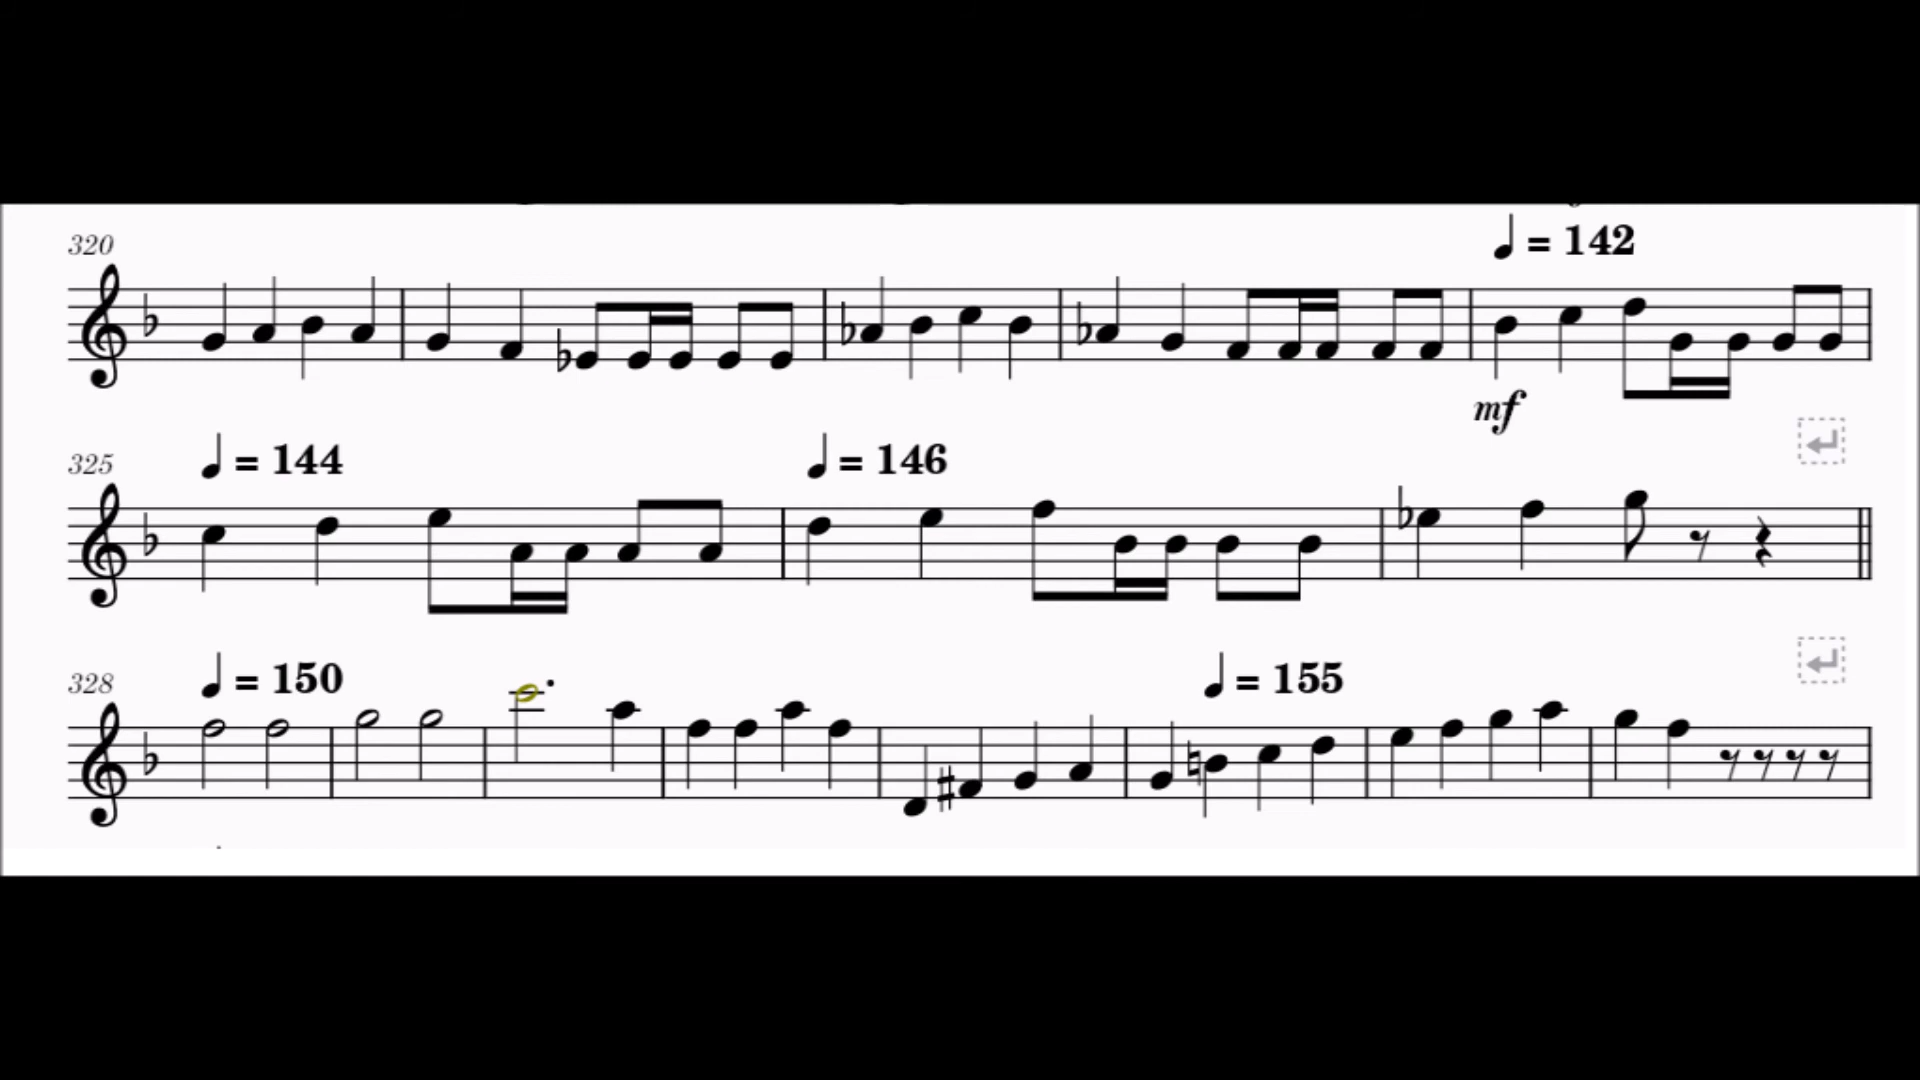 320
♩ = 142
mf
325
♩ = 144
♩ = 146
328
♩ = 150
♩ = 155